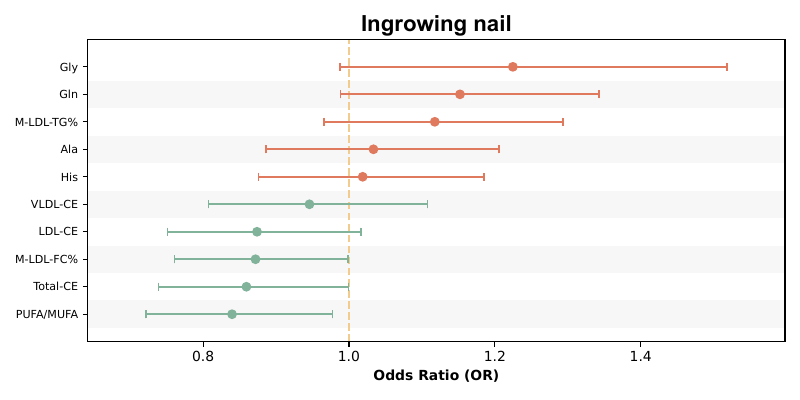 Ingrowing nail
Gly
Gln
M-LDL-TG%
Ala
His
VLDL-CE
LDL-CE
M-LDL-FC%
Total-CE
PUFA/MUFA
0.8 1.0 1.2 1.4
Odds Ratio (OR)